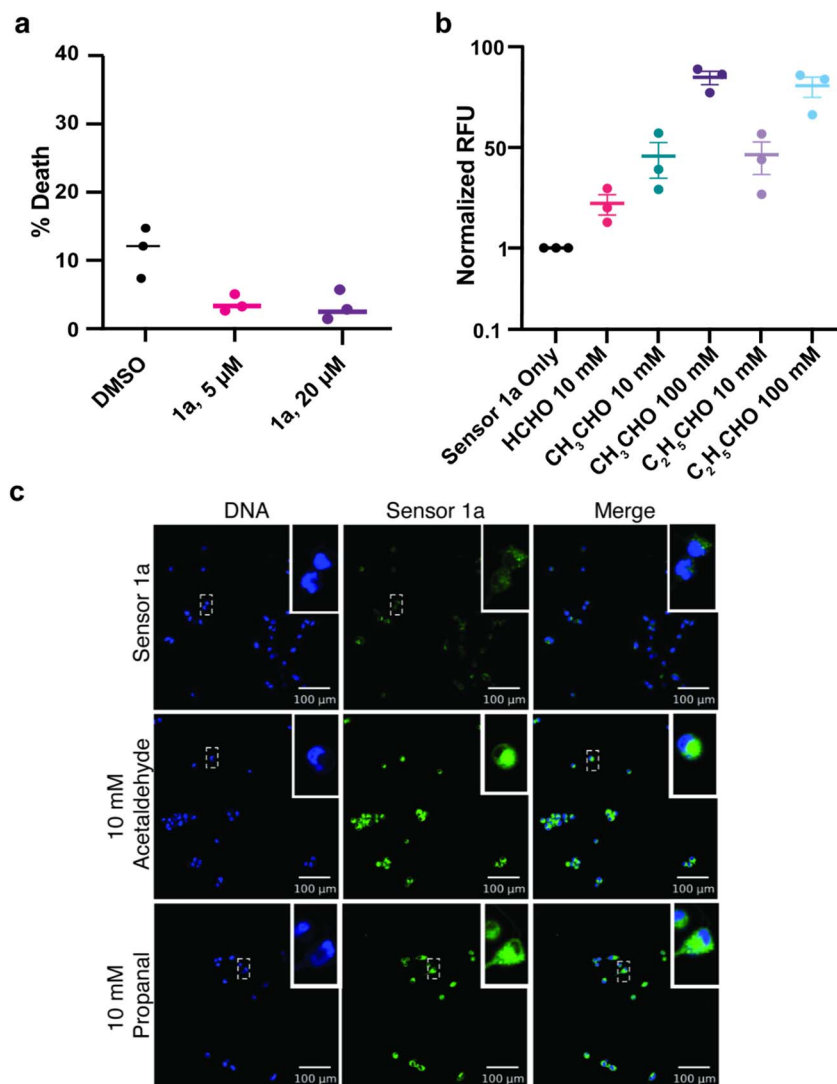 a
% Death
40
30
20
10
0
DMSO
1a, 5 µM
1a, 20 µM
b
Normalized RFU
100
50
1
0.1
Sensor 1a Only
HCHO 10 mM
CH₃CHO 10 mM
CH₃CHO 100 mM
C₂H₅CHO 10 mM
C₂H₅CHO 100 mM
c
DNA
Sensor 1a
Merge
Sensor 1a
100 µm
100 µm
100 µm
10 mM
Acetaldehyde
100 µm
100 µm
100 µm
10 mM
Propanal
100 µm
100 µm
100 µm